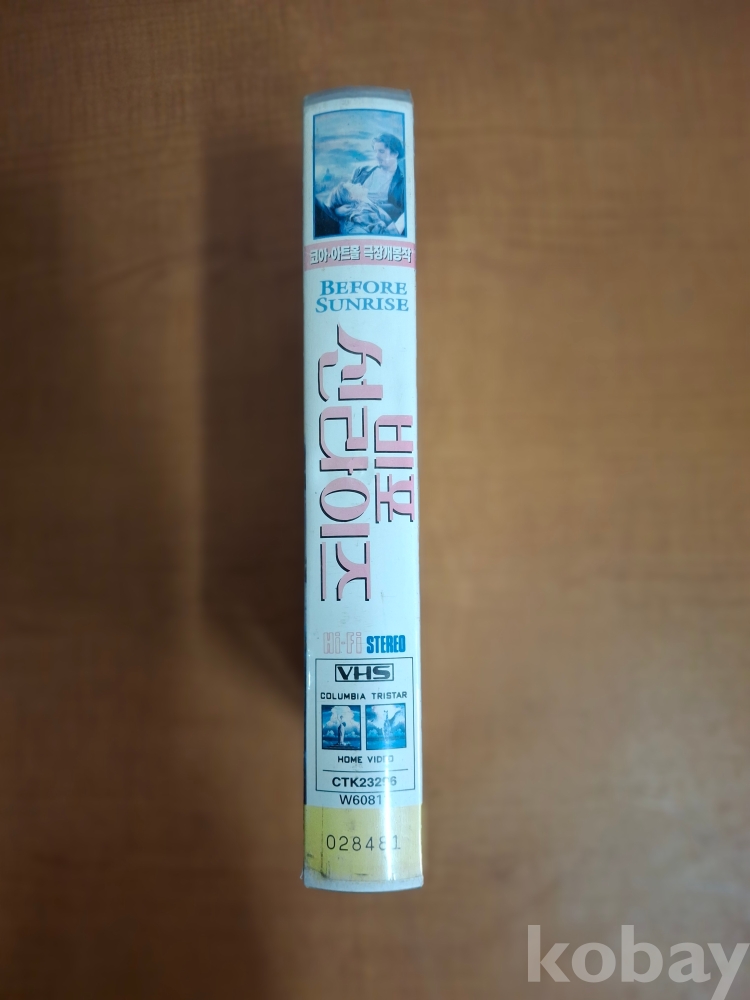 코아·아트홀 극장개봉작
BEFORE
SUNRISE
비포
선라이즈
Hi-Fi STEREO
VHS
COLUMBIA TRISTAR
HOME VIDEO
CTK23296
W6081
028481
kobay